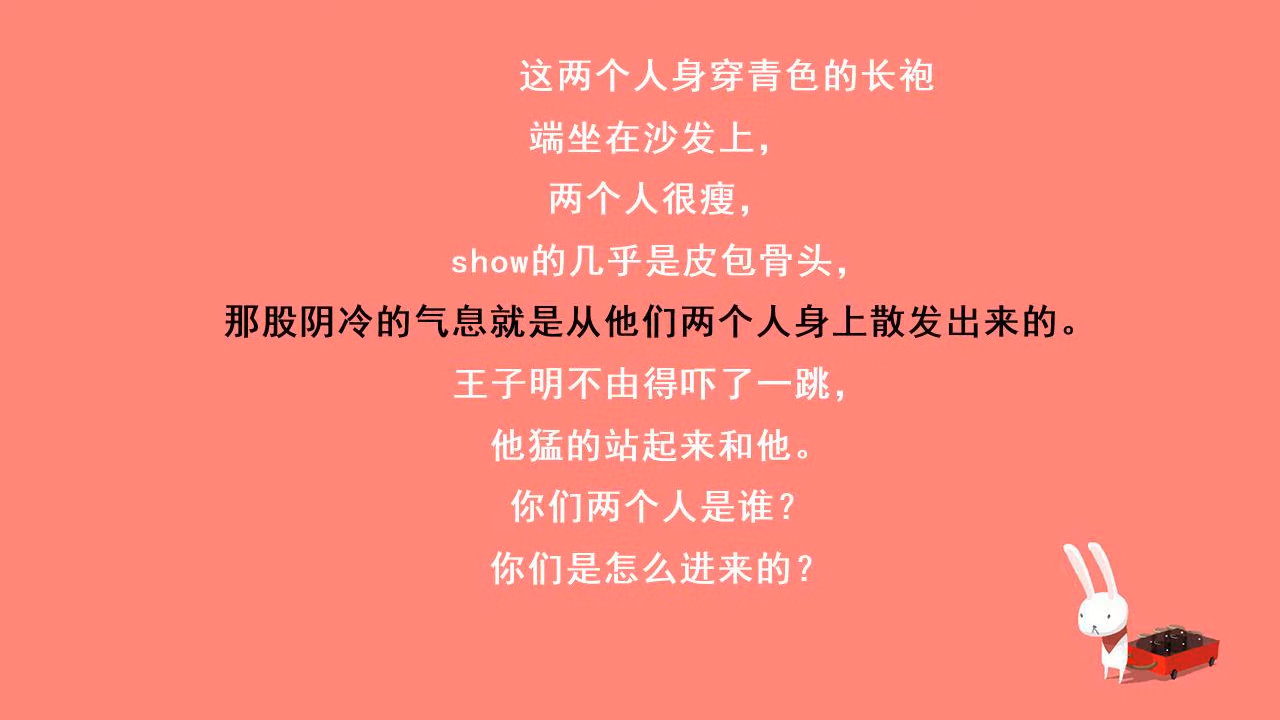 这两个人身穿青色的长袍
端坐在沙发上，
两个人很瘦，
show的几乎是皮包骨头，
那股阴冷的气息就是从他们两个人身上散发出来的。
王子明不由得吓了一跳，
他猛的站起来和他。
你们两个人是谁？
你们是怎么进来的？